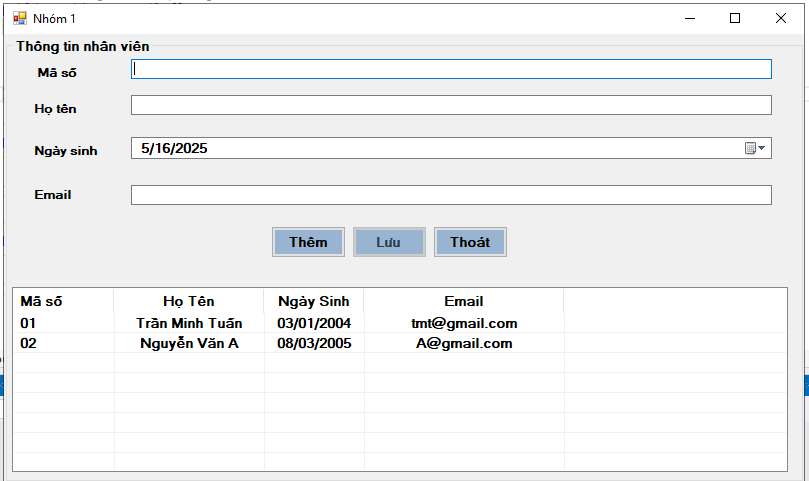 Nhóm 1
Thông tin nhân viên
Mã số
Họ tên
Ngày sinh 5/16/2025
Email
Thêm Lưu Thoát
Mã số Họ Tên Ngày Sinh Email
01 Trần Minh Tuấn 03/01/2004 tmt@gmail.com
02 Nguyễn Văn A 08/03/2005 A@gmail.com